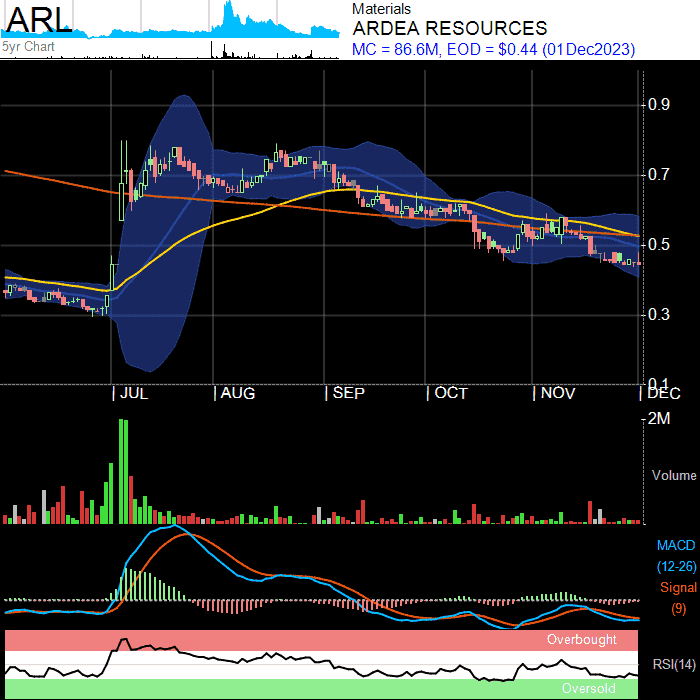 ARL
5yr Chart
Materials
ARDEA RESOURCES
MC = 86.6M, EOD = $0.44 (01Dec2023)
0.9
0.7
0.5
0.3
0.1
| JUL | AUG | SEP | OCT | NOV | DEC
2M
Volume
MACD
(12-26)
Signal
(9)
Overbought
RSI(14)
Oversold